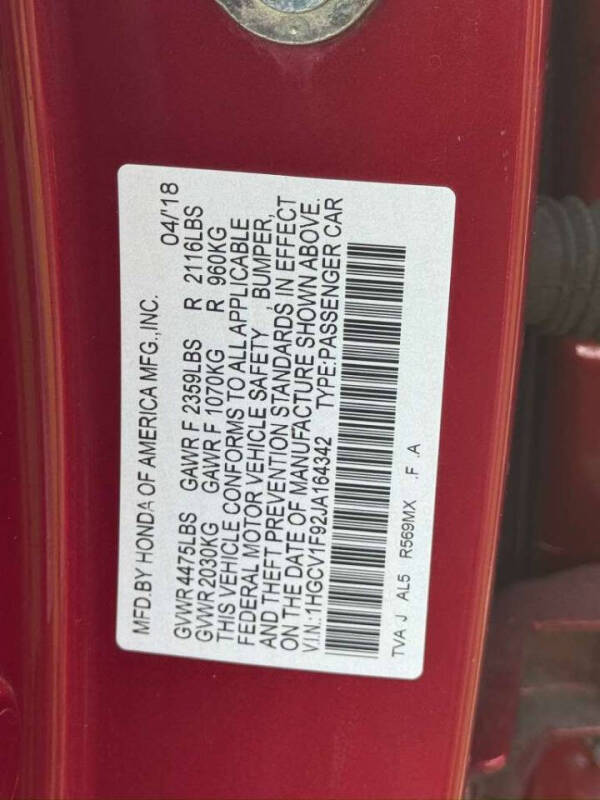 MFD.BY HONDA OF AMERICA MFG.,INC. 04/'18
GVWR 4475LBS GAWR F 2359LBS R 2116LBS
GVWR 2030KG GAWR F 1070KG R 960KG
THIS VEHICLE CONFORMS TO ALL APPLICABLE
FEDERAL MOTOR VEHICLE SAFETY , BUMPER,
AND THEFT PREVENTION STANDARDS IN EFFECT
ON THE DATE OF MANUFACTURE SHOWN ABOVE.
V.I.N.:1HGCV1F92JA164342 TYPE:PASSENGER CAR
TVA J AL5 R569MX .F .A